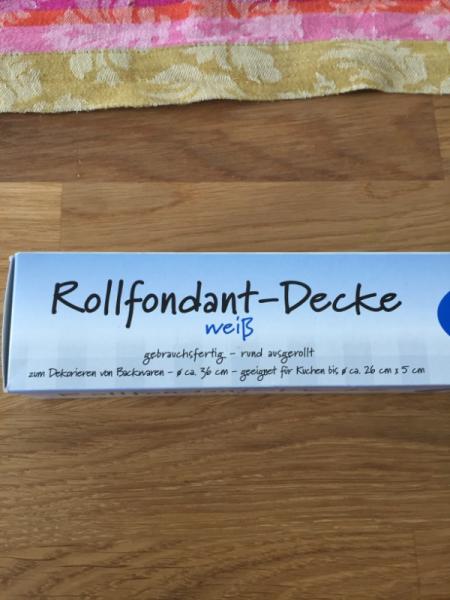 Rollfondant-Decke
weiß
gebrauchsfertig - rund ausgerollt
zum Dekorieren von Backwaren - ø ca. 36 cm - geeignet für Kuchen bis ø ca. 26 cm x 5 cm